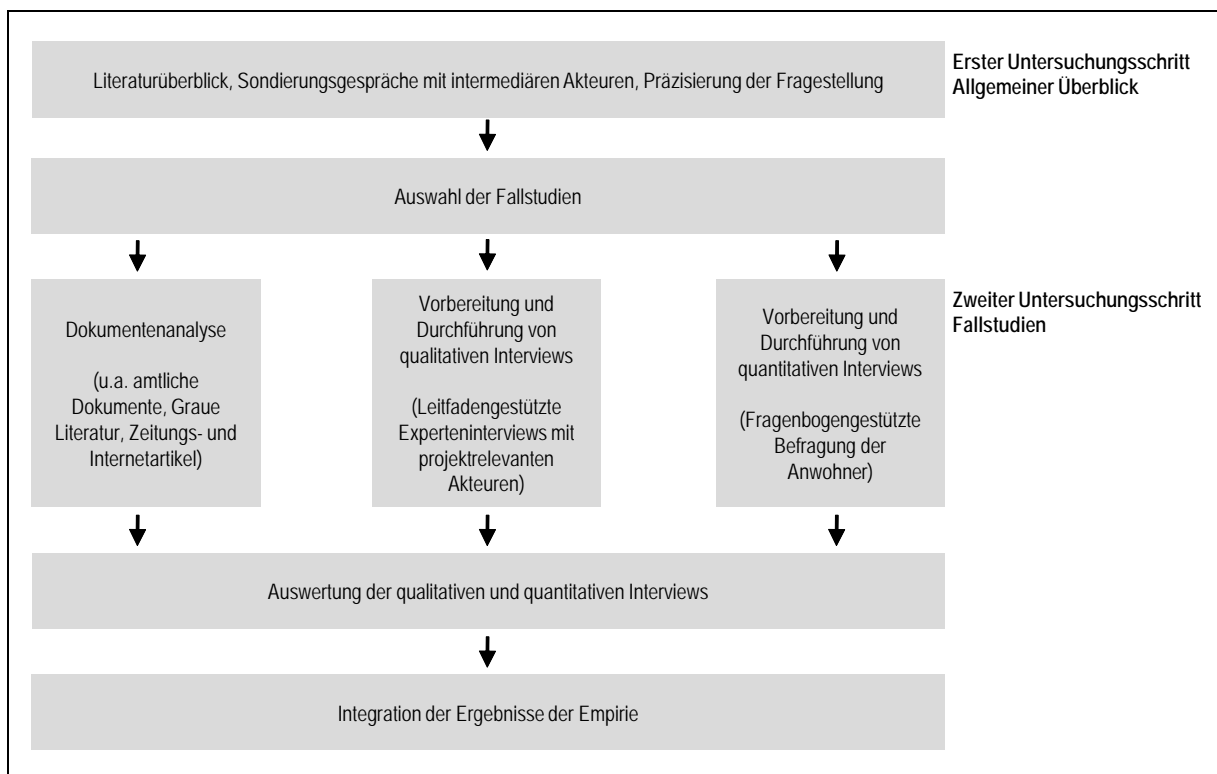 Literaturüberblick, Sondierungsgespräche mit intermediären Akteuren, Präzisierung der Fragestellung
Erster Untersuchungsschritt
Allgemeiner Überblick
Auswahl der Fallstudien
Dokumentenanalyse
(u.a. amtliche
Dokumente, Graue
Literatur, Zeitungs- und
Internetartikel)
Vorbereitung und
Durchführung von
qualitativen Interviews
(Leitfadengestützte
Experteninterviews mit
projektrelevanten
Akteuren)
Vorbereitung und
Durchführung von
quantitativen Interviews
(Fragenbogengestützte
Befragung der
Anwohner)
Zweiter Untersuchungsschritt
Fallstudien
Auswertung der qualitativen und quantitativen Interviews
Integration der Ergebnisse der Empirie